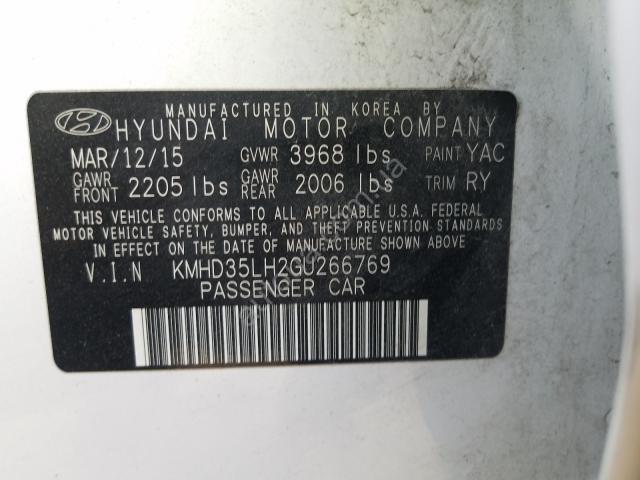 MANUFACTURED IN KOREA BY
HYUNDAI MOTOR COMPANY
MAR/12/15 GVWR 3968 lbs PAINT YAC
GAWR FRONT 2205 lbs GAWR REAR 2006 lbs TRIM RY
THIS VEHICLE CONFORMS TO ALL APPLICABLE U.S.A. FEDERAL
MOTOR VEHICLE SAFETY, BUMPER, AND THEFT PREVENTION STANDARDS
IN EFFECT ON THE DATE OF MANUFACTURE SHOWN ABOVE
V.I.N KMHD35LH2GU266769
PASSENGER CAR